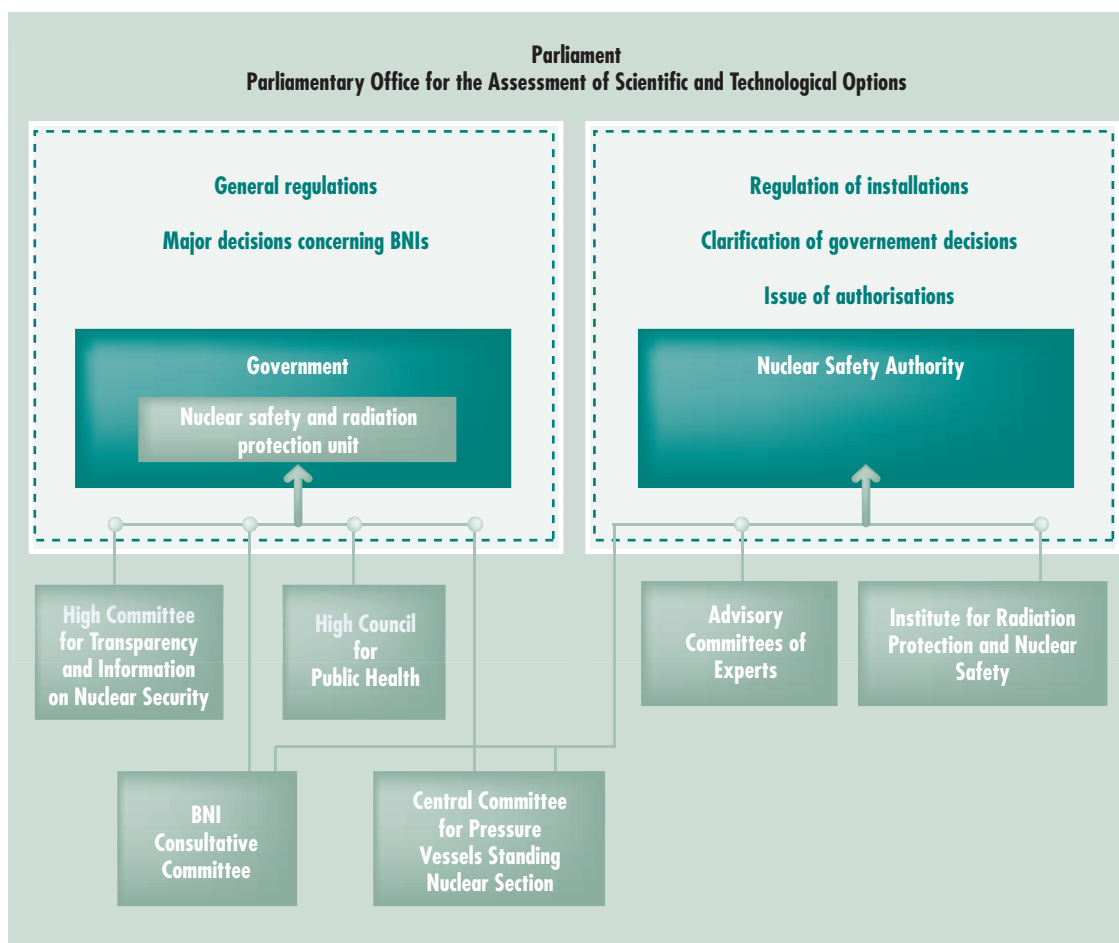 Parliament
Parliamentary Office for the Assessment of Scientific and Technological Options
General regulations
Major decisions concerning BNIs
Government
Nuclear safety and radiation
protection unit
Regulation of installations
Clarification of governement decisions
Issue of authorisations
Nuclear Safety Authority
High Committee
for Transparency
and Information
on Nuclear Security
High Council
for
Public Health
Advisory
Committees of
Experts
Institute for Radiation
Protection and Nuclear
Safety
BNI
Consultative
Committee
Central Committee
for Pressure
Vessels Standing
Nuclear Section